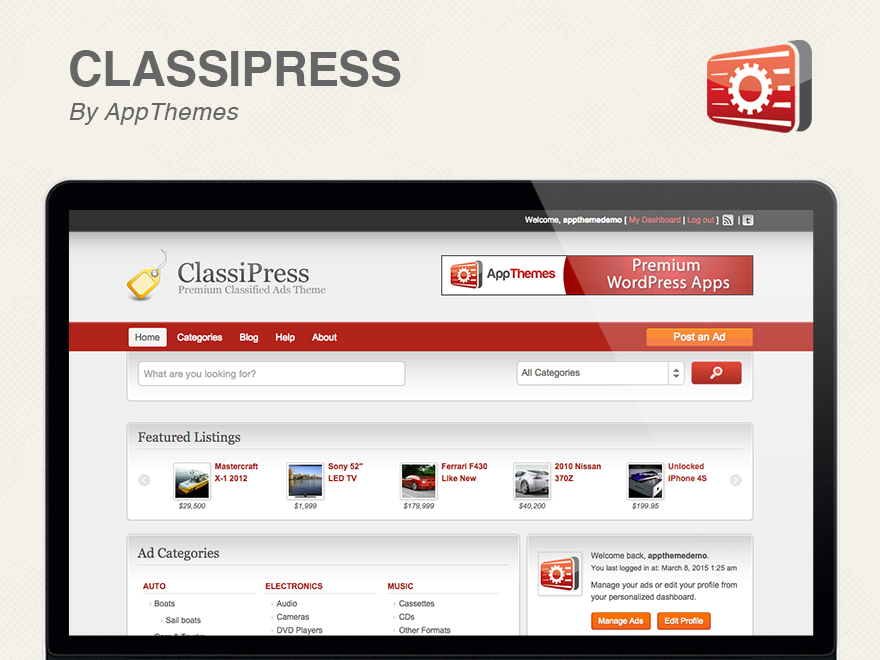 CLASSIPRESS
By AppThemes
Welcome, appthemedemo [ My Dashboard | Log out ] | t
ClassiPress
Premium Classified Ads Theme
AppThemes
Premium
WordPress Apps
Home Categories Blog Help About Post an Ad
What are you looking for? All Categories
Featured Listings
Mastercraft
X-1 2012
$29,500
Sony 52"
LED TV
$1,999
Ferrari F430
Like New
$179,999
2010 Nissan
370Z
$40,200
Unlocked
iPhone 4S
$199.95
Ad Categories
AUTO
Boats
Sail boats
ELECTRONICS
Audio
Cameras
DVD Players
MUSIC
Cassettes
CDs
Other Formats
Welcome back, appthemedemo.
You last logged in at: March 8, 2015 1:25 am
Manage your ads or edit your profile from
your personalized dashboard.
Manage Ads Edit Profile